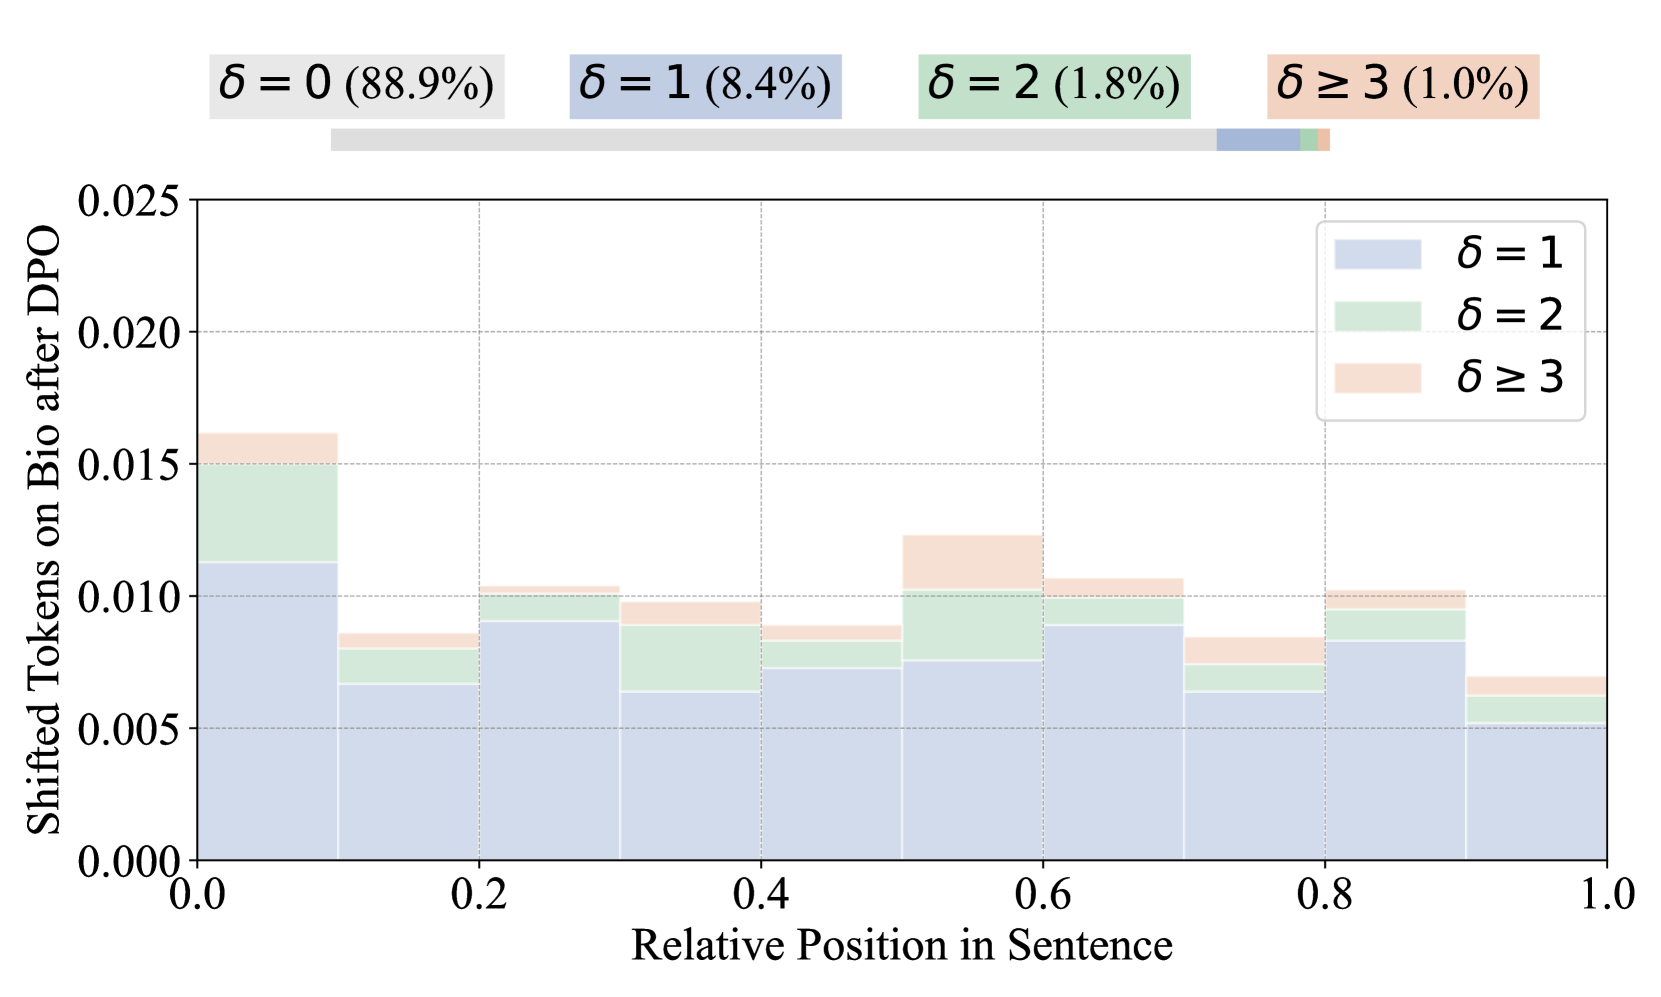 δ = 0 (88.9%) δ = 1 (8.4%) δ = 2 (1.8%) δ ≥ 3 (1.0%)
Shifted Tokens on Bio after DPO
0.025
0.020
0.015
0.010
0.005
0.000
δ = 1
δ = 2
δ ≥ 3
0.0 0.2 0.4 0.6 0.8 1.0
Relative Position in Sentence